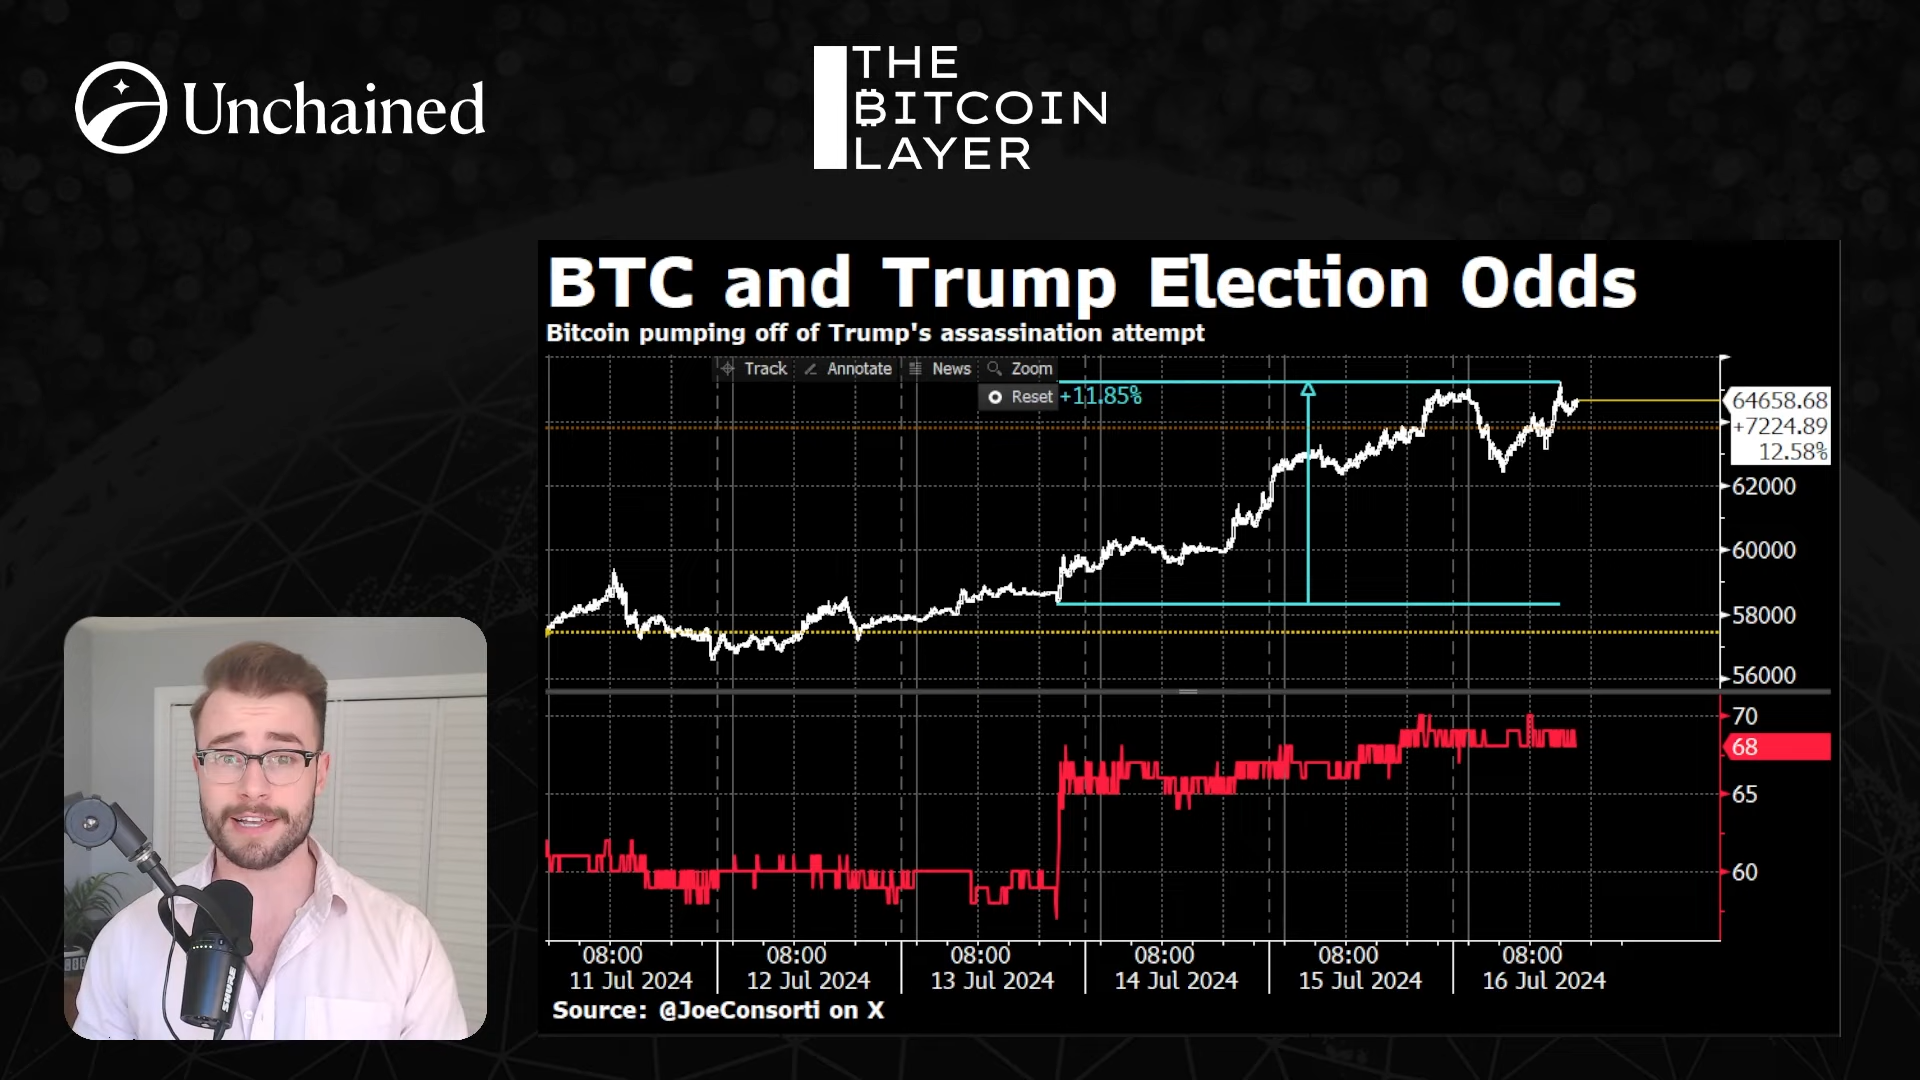 Unchained
THE
BITCOIN
LAYER
BTC and Trump Election Odds
Bitcoin pumping off of Trump's assassination attempt
Track Annotate News Zoom
Reset
+11.85%
64658.68
+7224.89
12.58%
62000
60000
58000
56000
70
68
65
60
08:00 08:00 08:00 08:00 08:00 08:00
11 Jul 2024 12 Jul 2024 13 Jul 2024 14 Jul 2024 15 Jul 2024 16 Jul 2024
Source: @JoeConsorti on X
SHURE